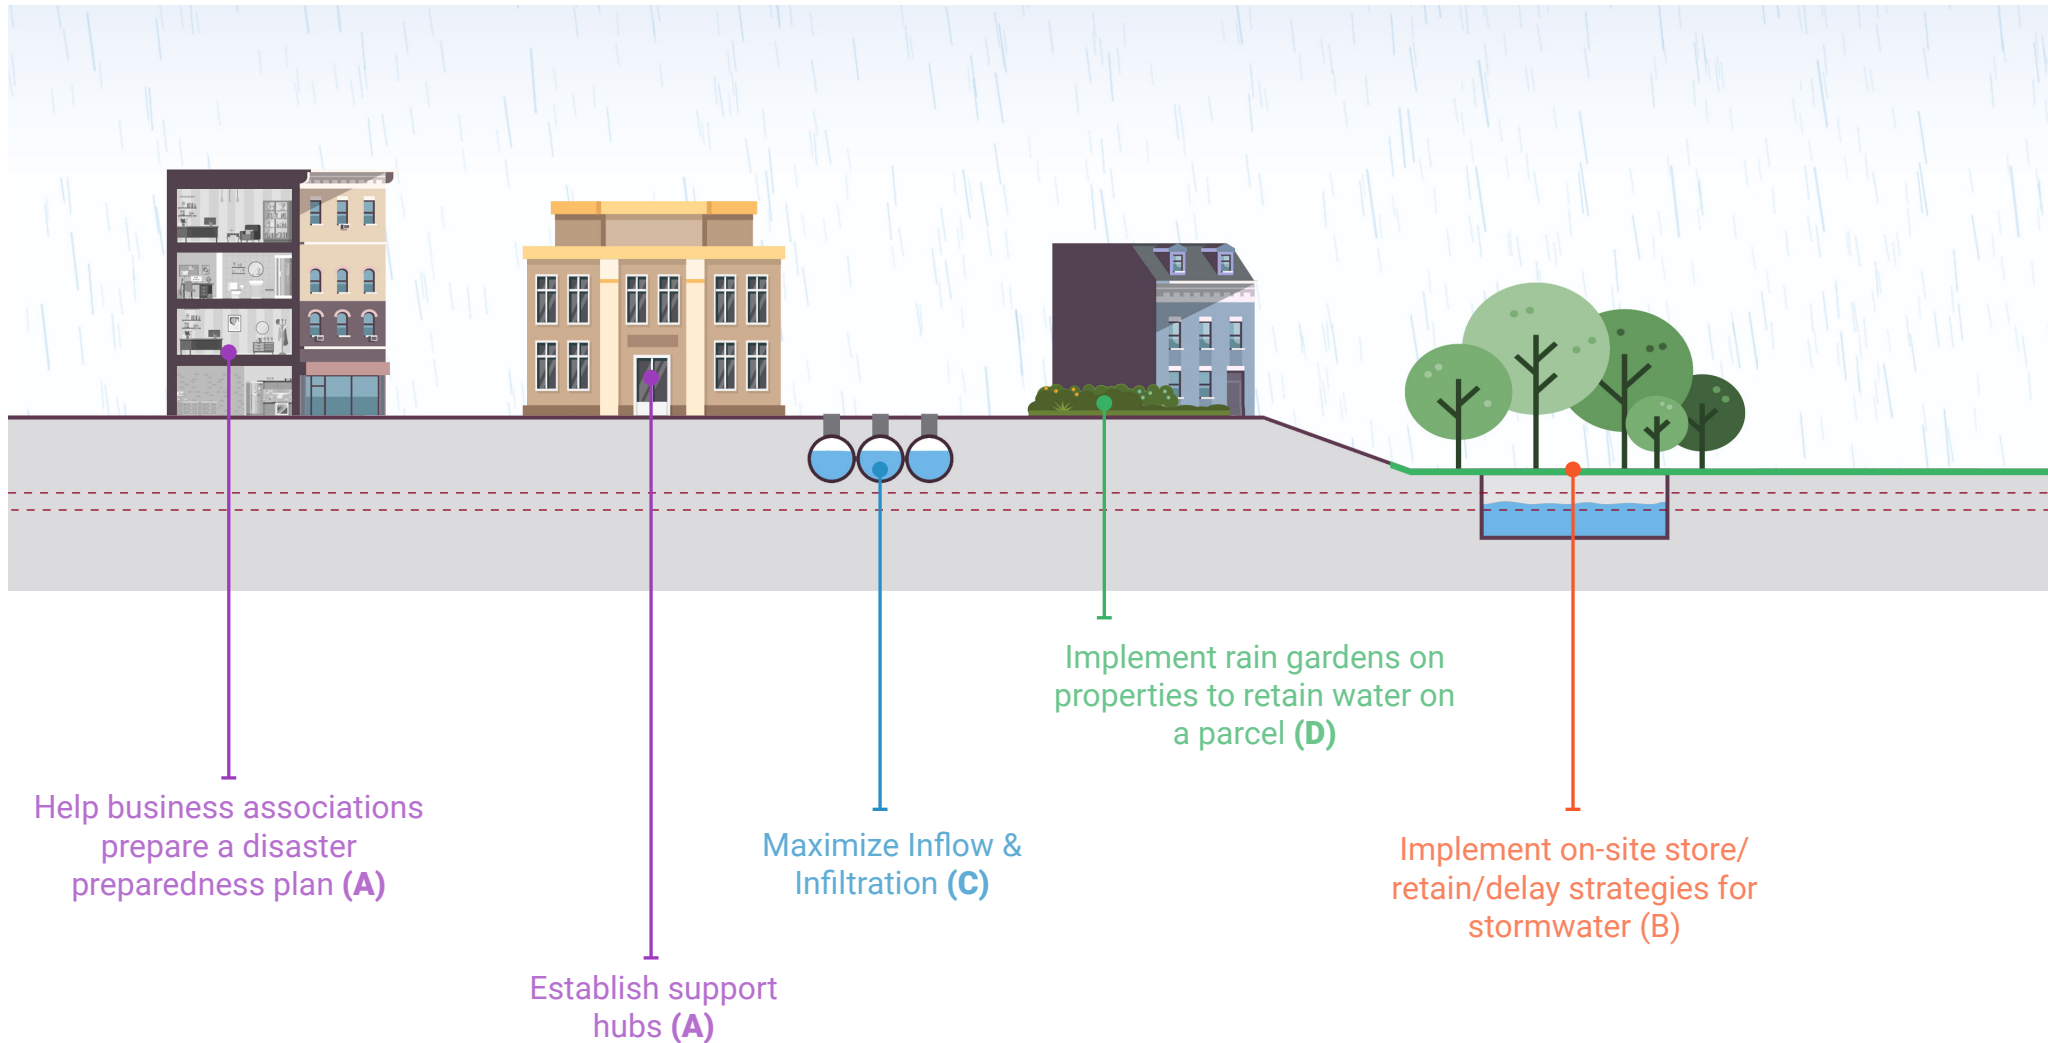 Implement rain gardens on
properties to retain water on
a parcel (D)
Help business associations
prepare a disaster
preparedness plan (A)
Maximize Inflow &
Infiltration (C)
Implement on-site store/
retain/delay strategies for
stormwater (B)
Establish support
hubs (A)